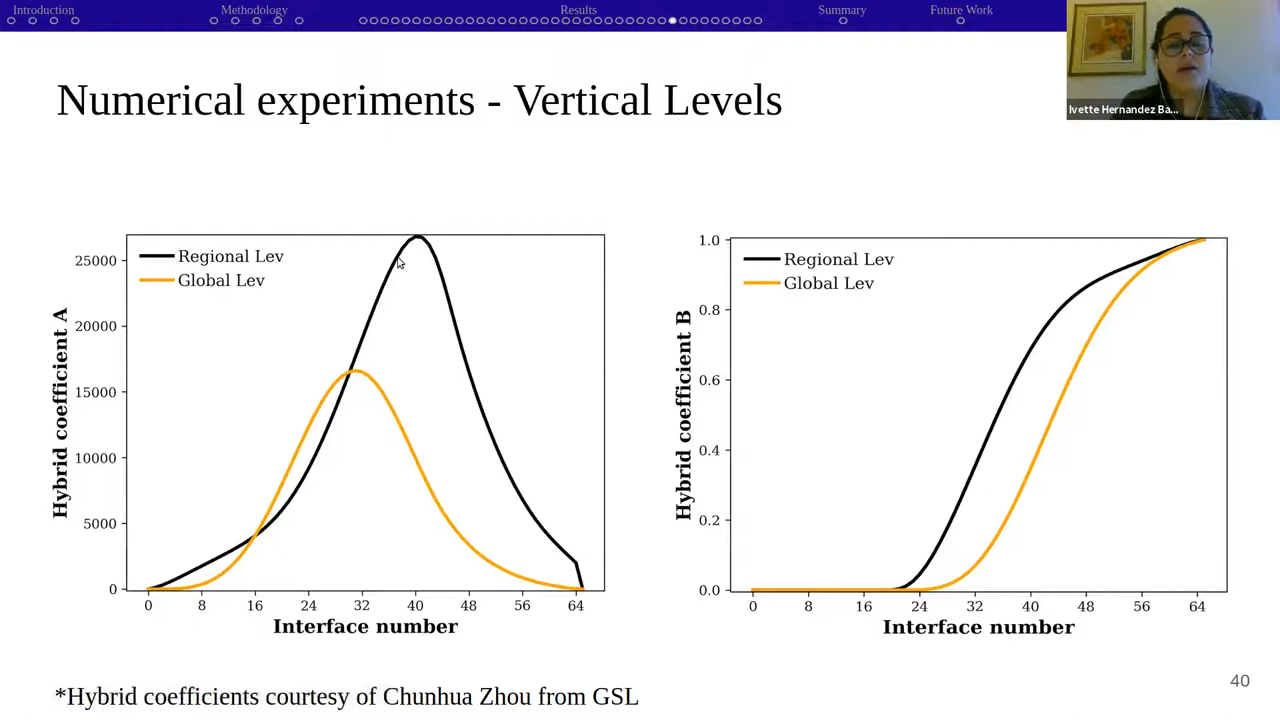 Introduction Methodology Results Summary Future Work
Ivette Hernandez Ba...
Numerical experiments - Vertical Levels
Regional Lev
Global Lev
25000
20000
15000
10000
5000
0
Hybrid coefficient A
0 8 16 24 32 40 48 56 64
Interface number
Regional Lev
Global Lev
1.0
0.8
0.6
0.4
0.2
0.0
Hybrid coefficient B
0 8 16 24 32 40 48 56 64
Interface number
*Hybrid coefficients courtesy of Chunhua Zhou from GSL
40